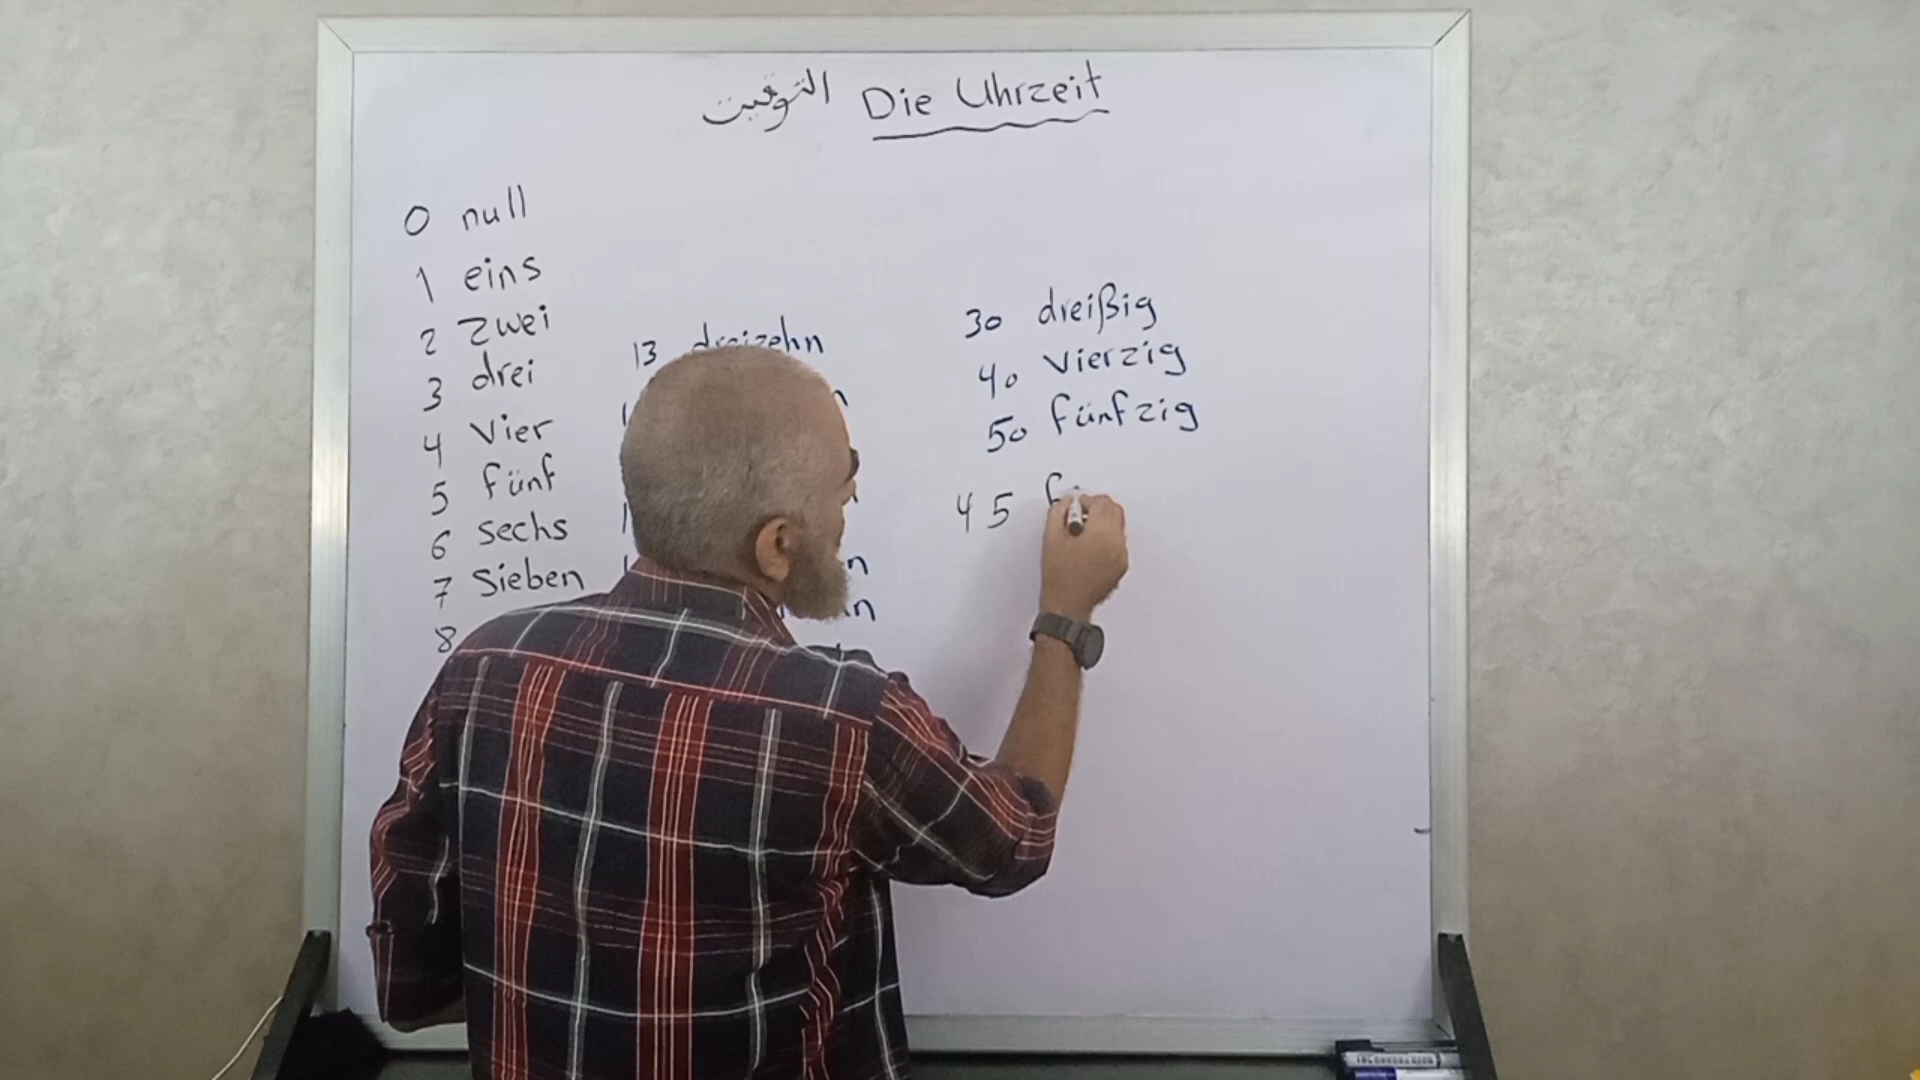 التوقيت Die Uhrzeit
0 null
1 eins
2 zwei
3 drei
4 vier
5 fünf
6 sechs
7 sieben
8
13 dreizehn
30 dreißig
40 vierzig
50 fünfzig
45 f